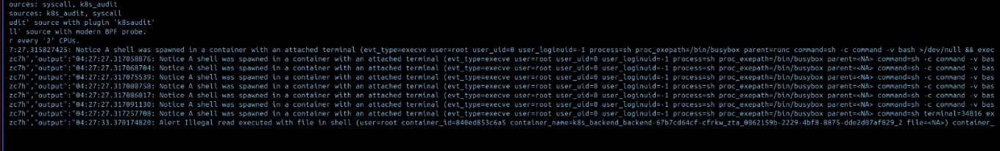 ources: syscall, k8s_audit
sources: k8s_audit, syscall
udit' source with plugin 'k8saudit'
ll' source with modern BPF probe.
r every '2' CPUs.
7:27.315827425: Notice A shell was spawned in a container with an attached terminal (evt_type=execve user=root user_uid=0 user_loginuid=-1 process=sh proc_exepath=/bin/busybox parent=runc command=sh -c command -v bash >/dev/null && exec
zc7h","output":"04:27:27.317058876: Notice A shell was spawned in a container with an attached terminal (evt_type=execve user=root user_uid=0 user_loginuid=-1 process=sh proc_exepath=/bin/busybox parent=<NA> command=sh -c command -v bas
zc7h","output":"04:27:27.317068704: Notice A shell was spawned in a container with an attached terminal (evt_type=execve user=root user_uid=0 user_loginuid=-1 process=sh proc_exepath=/bin/busybox parent=<NA> command=sh -c command -v bas
zc7h","output":"04:27:27.317075539: Notice A shell was spawned in a container with an attached terminal (evt_type=execve user=root user_uid=0 user_loginuid=-1 process=sh proc_exepath=/bin/busybox parent=<NA> command=sh -c command -v bas
zc7h","output":"04:27:27.317080758: Notice A shell was spawned in a container with an attached terminal (evt_type=execve user=root user_uid=0 user_loginuid=-1 process=sh proc_exepath=/bin/busybox parent=<NA> command=sh -c command -v bas
zc7h","output":"04:27:27.317086017: Notice A shell was spawned in a container with an attached terminal (evt_type=execve user=root user_uid=0 user_loginuid=-1 process=sh proc_exepath=/bin/busybox parent=<NA> command=sh -c command -v bas
zc7h","output":"04:27:27.317091130: Notice A shell was spawned in a container with an attached terminal (evt_type=execve user=root user_uid=0 user_loginuid=-1 process=sh proc_exepath=/bin/busybox parent=<NA> command=sh -c command -v bas
zc7h","output":"04:27:27.317257708: Notice A shell was spawned in a container with an attached terminal (evt_type=execve user=root user_uid=0 user_loginuid=-1 process=sh proc_exepath=/bin/busybox parent=<NA> command=sh terminal=34816 ex
zc7h","output":"04:27:33.370174820: Alert Illegal read executed with file in shell (user=root container_id=840ed853c6a5 container_name=k8s_backend_backend-67b7cd64cf-cfrkw_zta_0062159b-2229-4bf8-8875-dde2d07af829_2 file=<NA>) container_